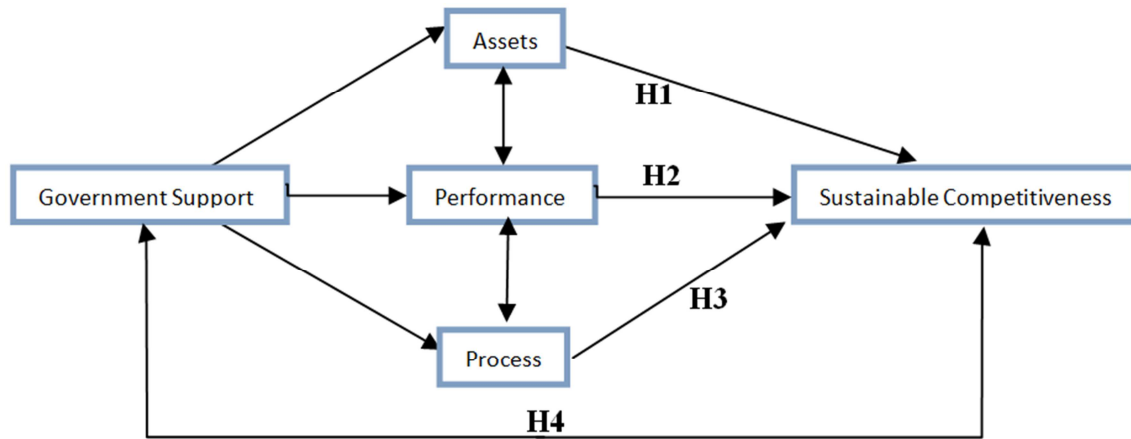 Assets
H1
Government Support
Performance
H2
Sustainable Competitiveness
H3
Process
H4